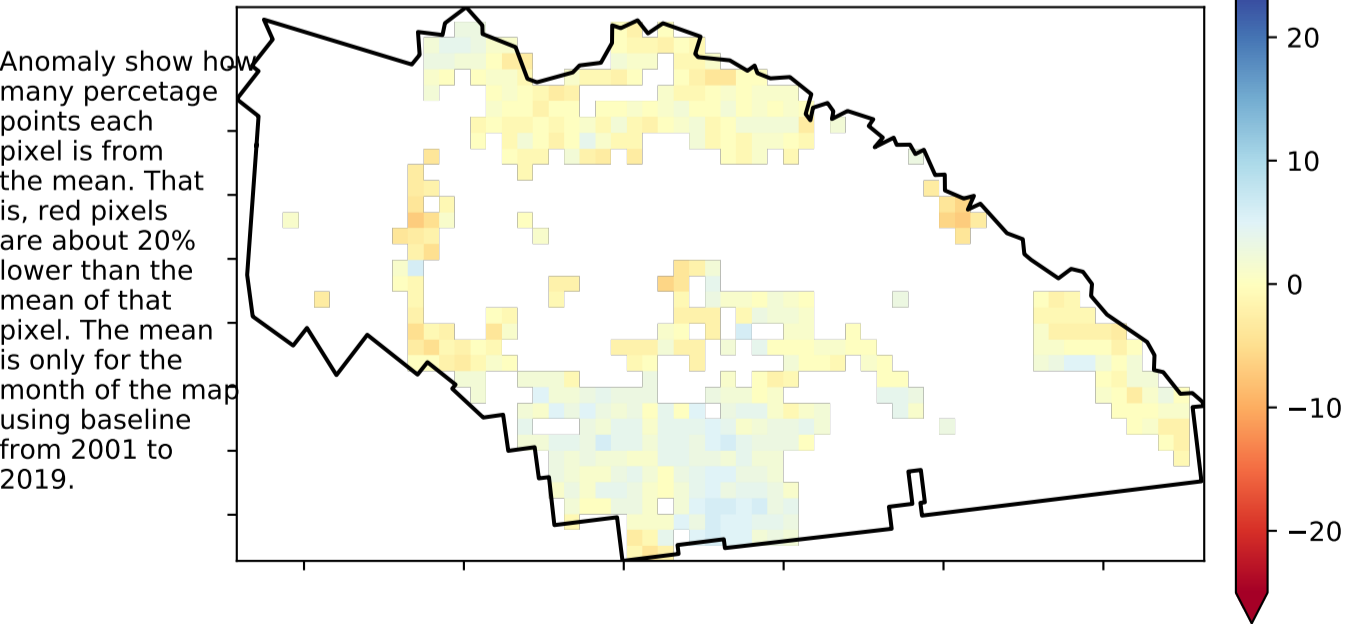 Anomaly show how
many percetage
points each
pixel is from
the mean. That
is, red pixels
are about 20%
lower than the
mean of that
pixel. The mean
is only for the
month of the map
using baseline
from 2001 to
2019.
20
10
0
−10
−20